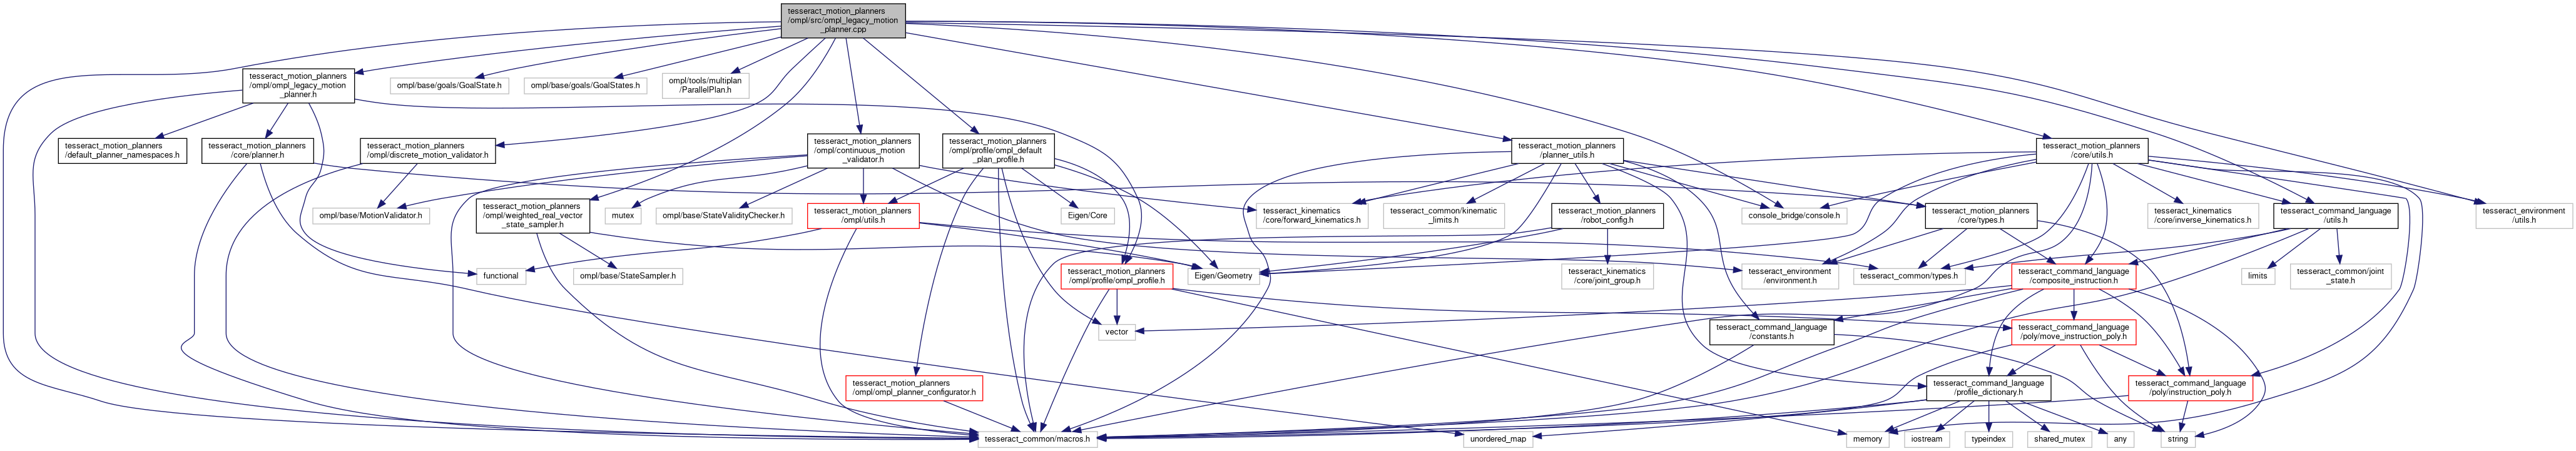 tesseract_motion_planners
/ompl/src/ompl_legacy_motion
_planner.cpp
tesseract_motion_planners
/ompl/ompl_legacy_motion
_planner.h
ompl/base/goals/GoalState.h
ompl/base/goals/GoalStates.h
ompl/tools/multiplan
/ParallelPlan.h
tesseract_motion_planners
/default_planner_namespaces.h
tesseract_motion_planners
/core/planner.h
tesseract_motion_planners
/ompl/discrete_motion_validator.h
tesseract_motion_planners
/ompl/continuous_motion
_validator.h
tesseract_motion_planners
/ompl/profile/ompl_default
_plan_profile.h
tesseract_motion_planners
/planner_utils.h
tesseract_motion_planners
/core/utils.h
ompl/base/MotionValidator.h
tesseract_motion_planners
/ompl/weighted_real_vector
_state_sampler.h
mutex
ompl/base/StateValidityChecker.h
tesseract_motion_planners
/ompl/utils.h
Eigen/Core
tesseract_kinematics
/core/forward_kinematics.h
tesseract_common/kinematic
_limits.h
tesseract_motion_planners
/robot_config.h
console_bridge/console.h
tesseract_motion_planners
/core/types.h
tesseract_kinematics
/core/inverse_kinematics.h
tesseract_command_language
/utils.h
tesseract_environment
/utils.h
functional
ompl/base/StateSampler.h
tesseract_motion_planners
/ompl/profile/ompl_profile.h
Eigen/Geometry
tesseract_kinematics
/core/joint_group.h
tesseract_environment
/environment.h
tesseract_common/types.h
tesseract_command_language
/composite_instruction.h
limits
tesseract_common/joint
_state.h
vector
tesseract_command_language
/constants.h
tesseract_command_language
/poly/move_instruction_poly.h
tesseract_motion_planners
/ompl/ompl_planner_configurator.h
tesseract_command_language
/profile_dictionary.h
tesseract_command_language
/poly/instruction_poly.h
tesseract_common/macros.h
unordered_map
memory
iostream
typeindex
shared_mutex
any
string